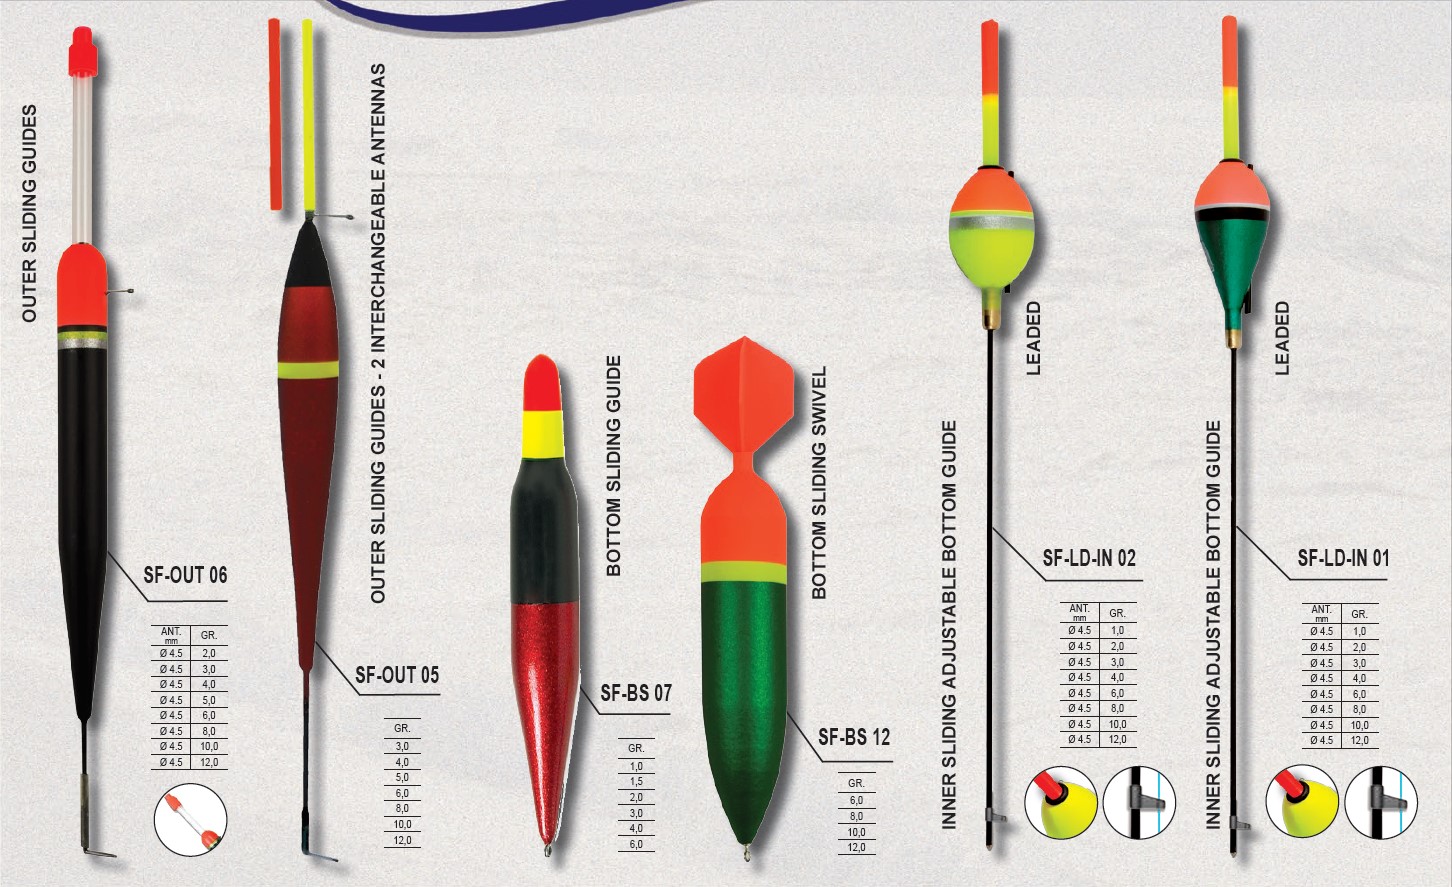 OUTER SLIDING GUIDES
SF-OUT 06
ANT. mm GR.
Ø 4.5 2,0
Ø 4.5 3,0
Ø 4.5 4,0
Ø 4.5 5,0
Ø 4.5 6,0
Ø 4.5 8,0
Ø 4.5 10,0
Ø 4.5 12,0
OUTER SLIDING GUIDES - 2 INTERCHANGEABLE ANTENNAS
SF-OUT 05
GR.
3,0
4,0
5,0
6,0
8,0
10,0
12,0
BOTTOM SLIDING GUIDE
SF-BS 07
GR.
1,0
1,5
2,0
3,0
4,0
6,0
BOTTOM SLIDING SWIVEL
SF-BS 12
GR.
6,0
8,0
10,0
12,0
LEADED
INNER SLIDING ADJUSTABLE BOTTOM GUIDE
SF-LD-IN 02
ANT. mm GR.
Ø 4.5 1,0
Ø 4.5 2,0
Ø 4.5 3,0
Ø 4.5 4,0
Ø 4.5 6,0
Ø 4.5 8,0
Ø 4.5 10,0
Ø 4.5 12,0
LEADED
INNER SLIDING ADJUSTABLE BOTTOM GUIDE
SF-LD-IN 01
ANT. mm GR.
Ø 4.5 1,0
Ø 4.5 2,0
Ø 4.5 3,0
Ø 4.5 4,0
Ø 4.5 6,0
Ø 4.5 8,0
Ø 4.5 10,0
Ø 4.5 12,0